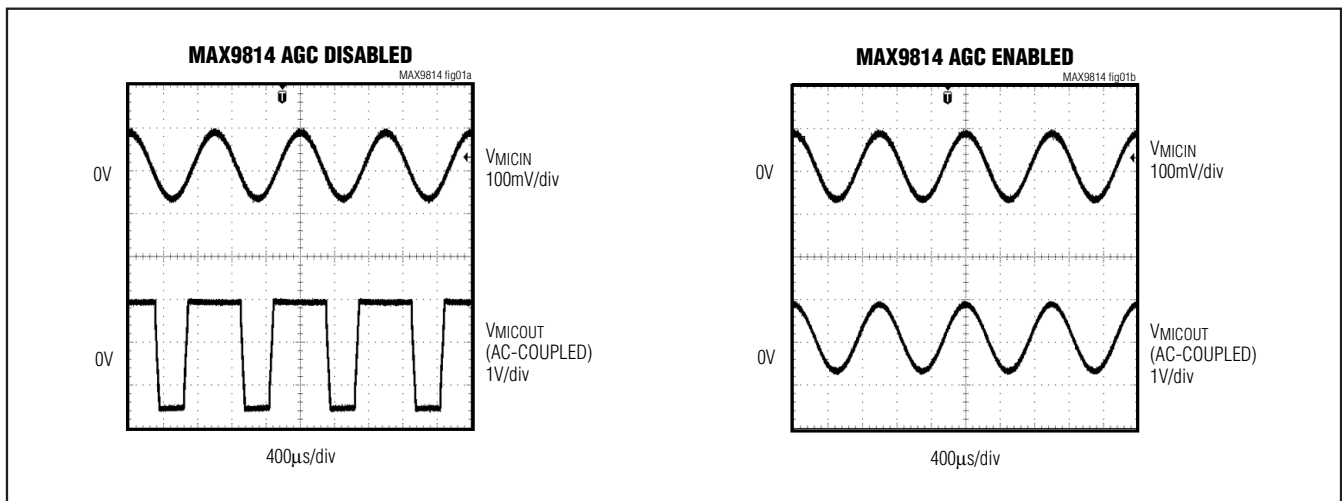 MAX9814 AGC DISABLED
MAX9814 fig01a
T
0V
VMICIN
100mV/div
0V
VMICOUT
(AC-COUPLED)
1V/div
400μs/div
MAX9814 AGC ENABLED
MAX9814 fig01b
T
0V
VMICIN
100mV/div
0V
VMICOUT
(AC-COUPLED)
1V/div
400μs/div